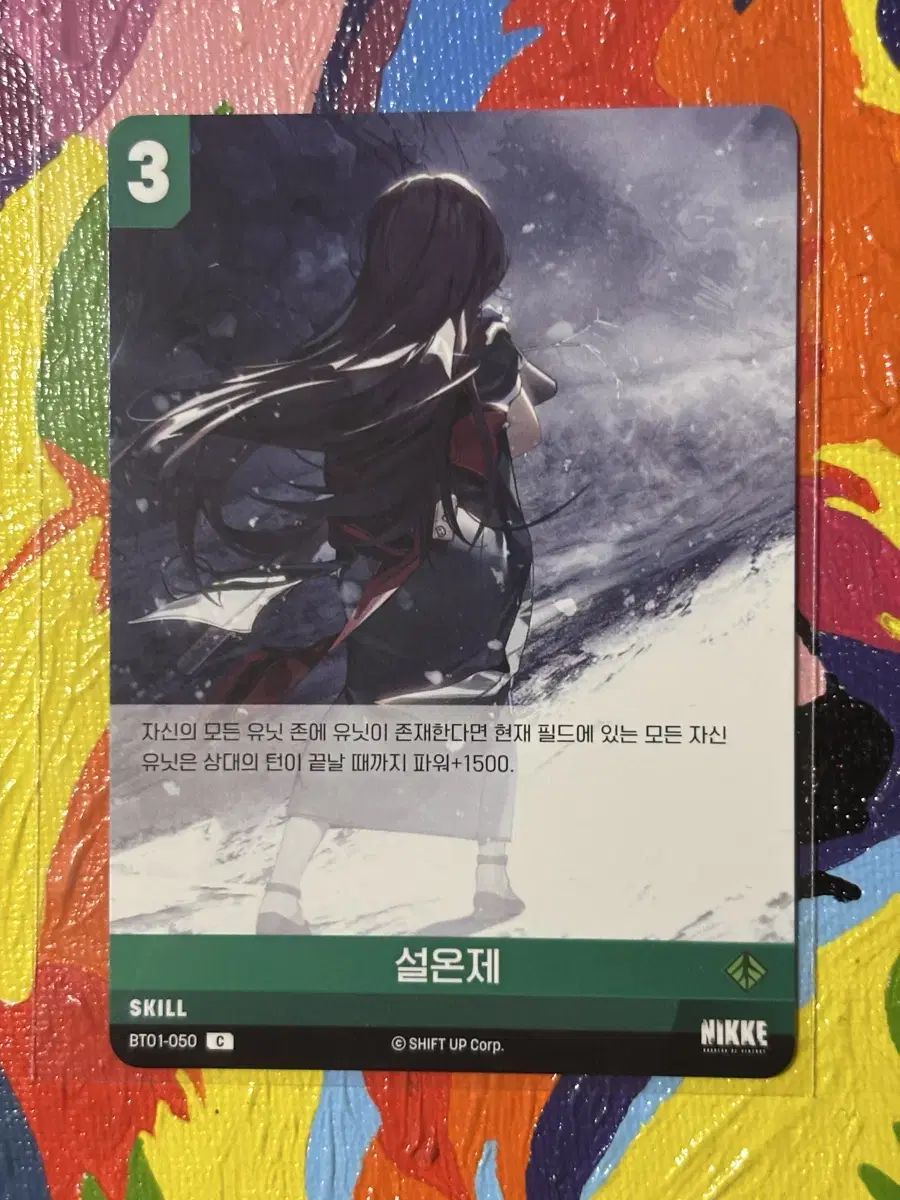 3
자신의 모든 유닛 존에 유닛이 존재한다면 현재 필드에 있는 모든 자신
유닛은 상대의 턴이 끝날 때까지 파워+1500.
설온제
SKILL
BT01-050 C
© SHIFT UP Corp.
NIKKE